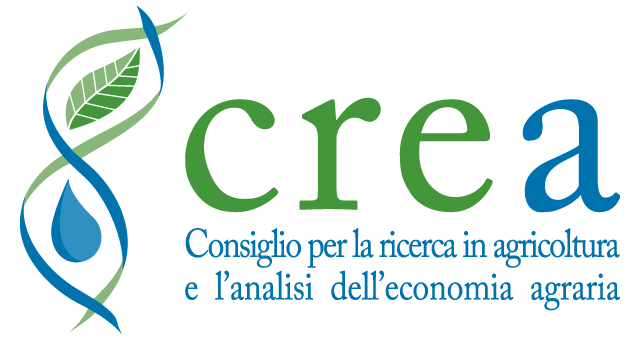 crea
Consiglio per la ricerca in agricoltura
e l'analisi dell'economia agraria